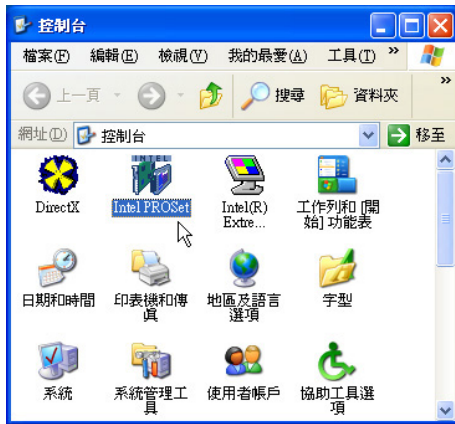 控制台
檔案(F) 編輯(E) 檢視(V) 我的最愛(A) 工具(T) »
上一頁 搜尋 資料夾 »
網址(D) 控制台 移至
INTEL
DirectX Intel PROSet Intel(R) Extre... 工作列和 [開始] 功能表
日期和時間 印表機和傳真 地區及語言選項 字型
系統 系統管理工具 使用者帳戶 協助工具選項